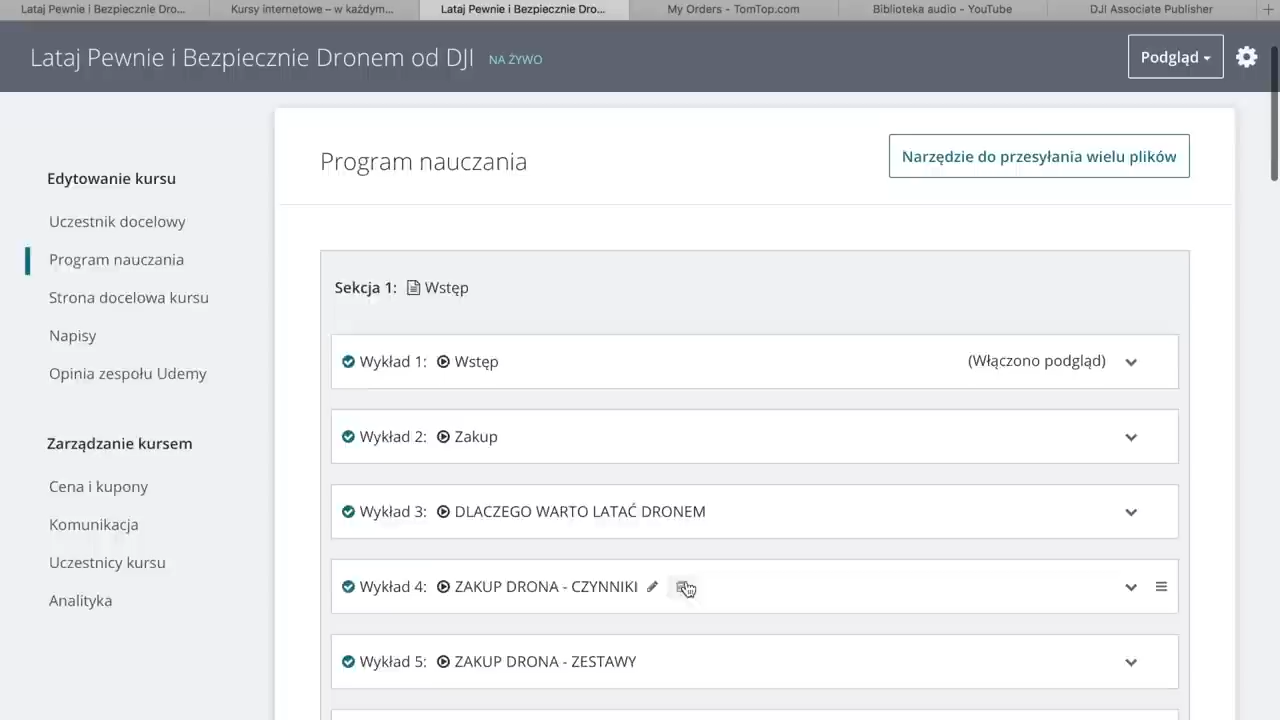 Lataj Pewnie i Bezpiecznie Dro...
Kursy internetowe – w każdym...
Lataj Pewnie i Bezpiecznie Dro...
My Orders - TomTop.com
Biblioteka audio - YouTube
DJI Associate Publisher
Lataj Pewnie i Bezpiecznie Dronem od DJI NA ŻYWO
Podgląd
Edytowanie kursu
Uczestnik docelowy
Program nauczania
Strona docelowa kursu
Napisy
Opinia zespołu Udemy
Zarządzanie kursem
Cena i kupony
Komunikacja
Uczestnicy kursu
Analityka
Program nauczania
Narzędzie do przesyłania wielu plików
Sekcja 1: Wstęp
Wykład 1: Wstęp (Włączono podgląd)
Wykład 2: Zakup
Wykład 3: DLACZEGO WARTO LATAĆ DRONEM
Wykład 4: ZAKUP DRONA - CZYNNIKI
Wykład 5: ZAKUP DRONA - ZESTAWY